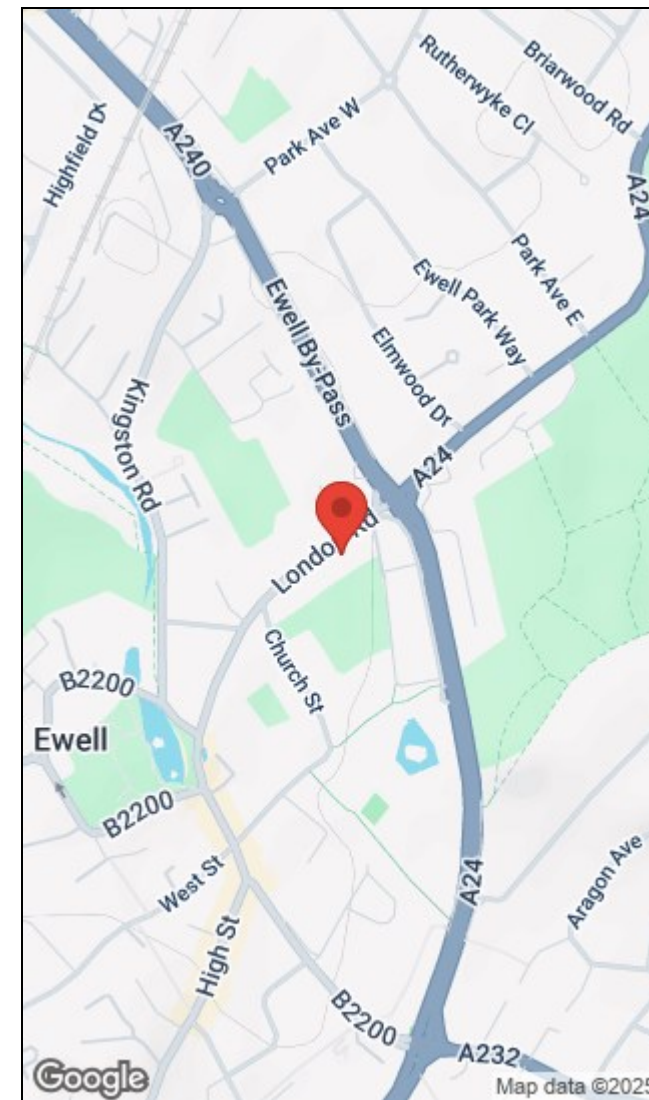 Briarwood Rd
Rutherwyke Cl
Highfield Dr
A240
Park Ave W
A24
Park Ave E
Ewell Park Way
Ewell By-Pass
Elmwood Dr
Kingston Rd
A24
London Rd
Church St
B2200
Ewell
B2200
West St
High St
A24
Aragon Ave
B2200
A232
Google
Map data ©2025